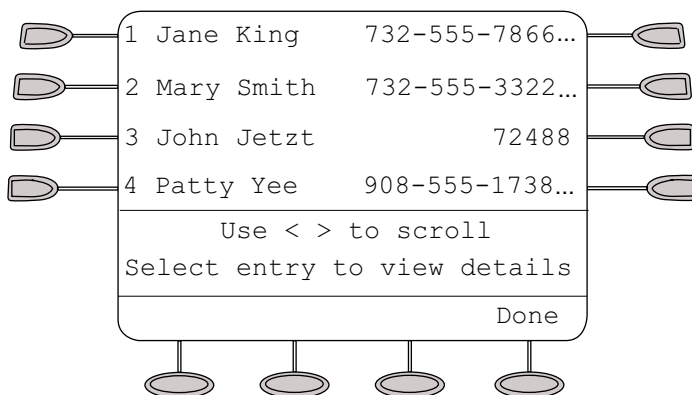 1 Jane King 732-555-7866...
2 Mary Smith 732-555-3322...
3 John Jetzt 72488
4 Patty Yee 908-555-1738...
Use < > to scroll
Select entry to view details
Done